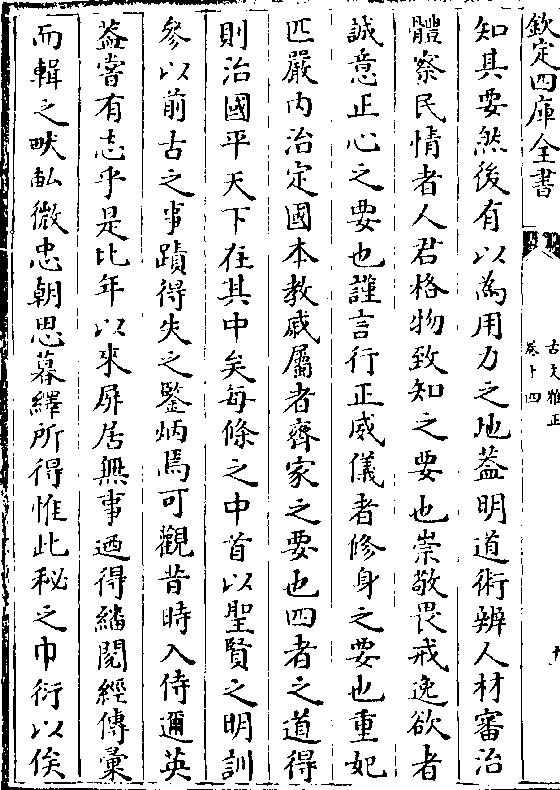 欽定四庫全書
古文雅正
卷十四
知其要然後有以為用力之地蓋明道術辨人材審治
體察民情者人君格物致知之要也崇敬畏戒逸欲者
誠意正心之要也謹言行正威儀者修身之要也重妃
匹嚴內治定國本教戚屬者齊家之要也四者之道得
則治國平天下在其中矣每條之中首以聖賢之明訓
參以前古之事蹟得失之鑒炳焉可觀昔時入侍邇英
葢嘗有志乎是比年以來屏居無事廼得繙閱經傳彙
而輯之畎畝微忠朝思暮繹所得惟此秘之巾衍以俟